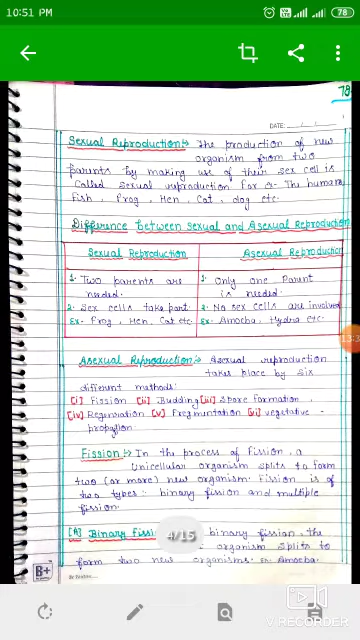 10:51 PM
78
78
DATE: / /
Sexual Reproduction → The production of new
organism from two
parents by making use of their sex cell is
called sexual reproduction for ex- The humans
Fish, Frog, Hen, Cat, dog etc.
Difference between Sexual and Asexual Reproduction
Sexual Reproduction Asexual Reproduction
1. Two parents are 1. Only one Parent
needed. is needed.
2. Sex cells take part 2. No sex cells are involved
Ex. Frog, Hen, Cat etc. Ex. Amoeba, Hydra etc.
13:3
Asexual Reproduction → Asexual reproduction
takes place by six
different methods.
[i] Fission [ii] Budding [iii] Spore Formation
[iv] Regeneration [v] Fregmentation [vi] vegetative -
Fission → In the process of Fission, a
Unicellular organism splits to form
two (or more) new organism. Fission is of
two types: binary fission and multiple
fission.
Binary Fissi binary fission, the
organism splits to
form two new organisms. Ex. Amoeba.
4/15
B+
V RECORDER